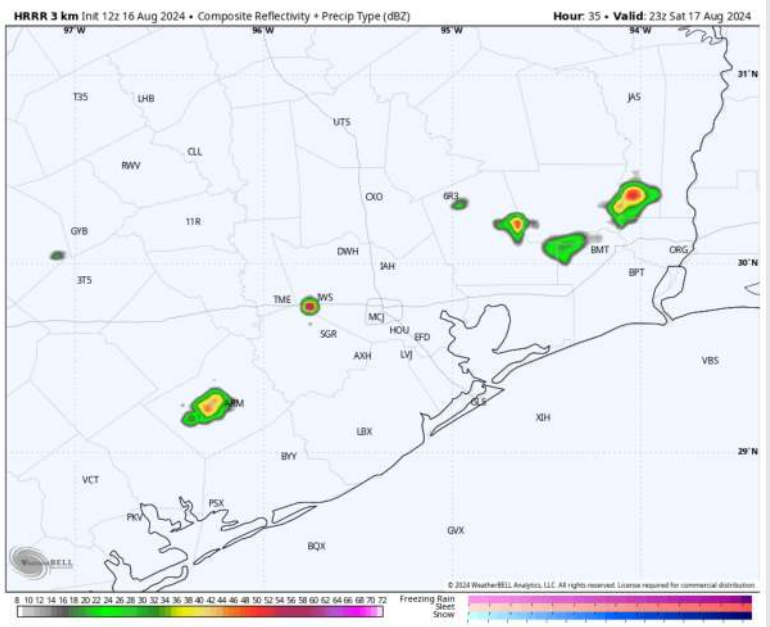 HRRR 3 km Init 12z 16 Aug 2024 • Composite Reflectivity + Precip Type (dBZ) Hour: 35 • Valid: 23z Sat 17 Aug 2024
97°W 96°W 95°W 94°W
31°N
T35 LHB JAS
UTS
CLL
RWV
CXO 6R3
11R
GYB
DWH BMT ORG
IAH 30°N
3T5 BPT
TME IWS
MCJ
SGR HOU EFD
AXH LVJ
VBS
ARM GLS
XIH
LBX
BYY 29°N
VCT
PSX
PKV
GVX
BQX
WeatherBELL
© 2024 WeatherBELL Analytics, LLC. All rights reserved. License required for commercial distribution.
8 10 12 14 16 18 20 22 24 26 28 30 32 34 36 38 40 42 44 46 48 50 52 54 56 58 60 62 64 66 68 70 72
Freezing Rain
Sleet
Snow